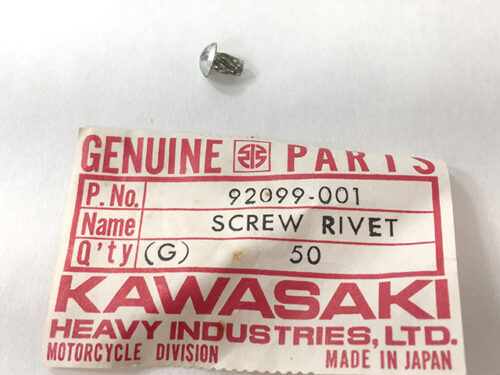 GENUINE PARTS
P. No. 92099-001
Name SCREW RIVET
Q'ty (G) 50
KAWASAKI
HEAVY INDUSTRIES, LTD.
MOTORCYCLE DIVISION MADE IN JAPAN